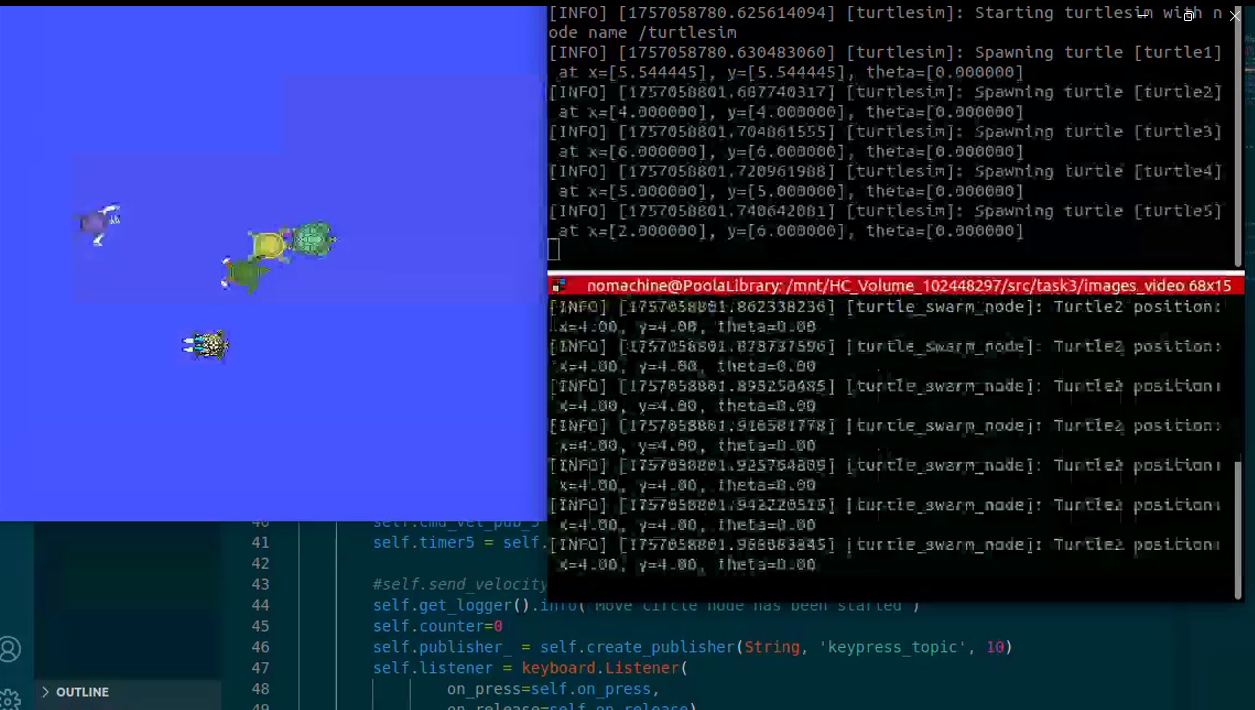 [INFO] [1757058780.625614094] [turtlesim]: Starting turtlesim with n
ode name /turtlesim
[INFO] [1757058780.630483060] [turtlesim]: Spawning turtle [turtle1]
at x=[5.544445], y=[5.544445], theta=[0.000000]
[INFO] [1757058801.687740317] [turtlesim]: Spawning turtle [turtle2]
at x=[4.000000], y=[4.000000], theta=[0.000000]
[INFO] [1757058801.704861555] [turtlesim]: Spawning turtle [turtle3]
at x=[6.000000], y=[6.000000], theta=[0.000000]
[INFO] [1757058801.720961988] [turtlesim]: Spawning turtle [turtle4]
at x=[5.000000], y=[5.000000], theta=[0.000000]
[INFO] [1757058801.740642081] [turtlesim]: Spawning turtle [turtle5]
at x=[2.000000], y=[6.000000], theta=[0.000000]
nomachine@PoolaLibrary: /mnt/HC_Volume_102448297/src/task3/images_video 68x15
[INFO] [1757058801.862338236] [turtle_swarm_node]: Turtle2 position:
x=4.00, y=4.00, theta=0.00
[INFO] [1757058801.878737596] [turtle_swarm_node]: Turtle2 position:
x=4.00, y=4.00, theta=0.00
[INFO] [turtle_swarm_node]: Turtle2 position:
x=4.00, y=4.00, theta=0.00
[INFO] [1757058801.910581778] [turtle_swarm_node]: Turtle2 position:
x=4.00, y=4.00, theta=0.00
[INFO] [turtle_swarm_node]: Turtle2 position:
x=4.00, y=4.00, theta=0.00
[INFO] [turtle_swarm_node]: Turtle2 position:
x=4.00, y=4.00, theta=0.00
[INFO] [turtle_swarm_node]: Turtle2 position:
x=4.00, y=4.00, theta=0.00
40 self.cmd_vel_pub_5
41 self.timer5 = self.
42
43 #self.send_velocity
44 self.get_logger().info("Move circle node has been started")
45 self.counter=0
46 self.publisher_ = self.create_publisher(String, 'keypress_topic', 10)
47 self.listener = keyboard.Listener(
48 on_press=self.on_press,
49 on_release=self.on_release)
OUTLINE